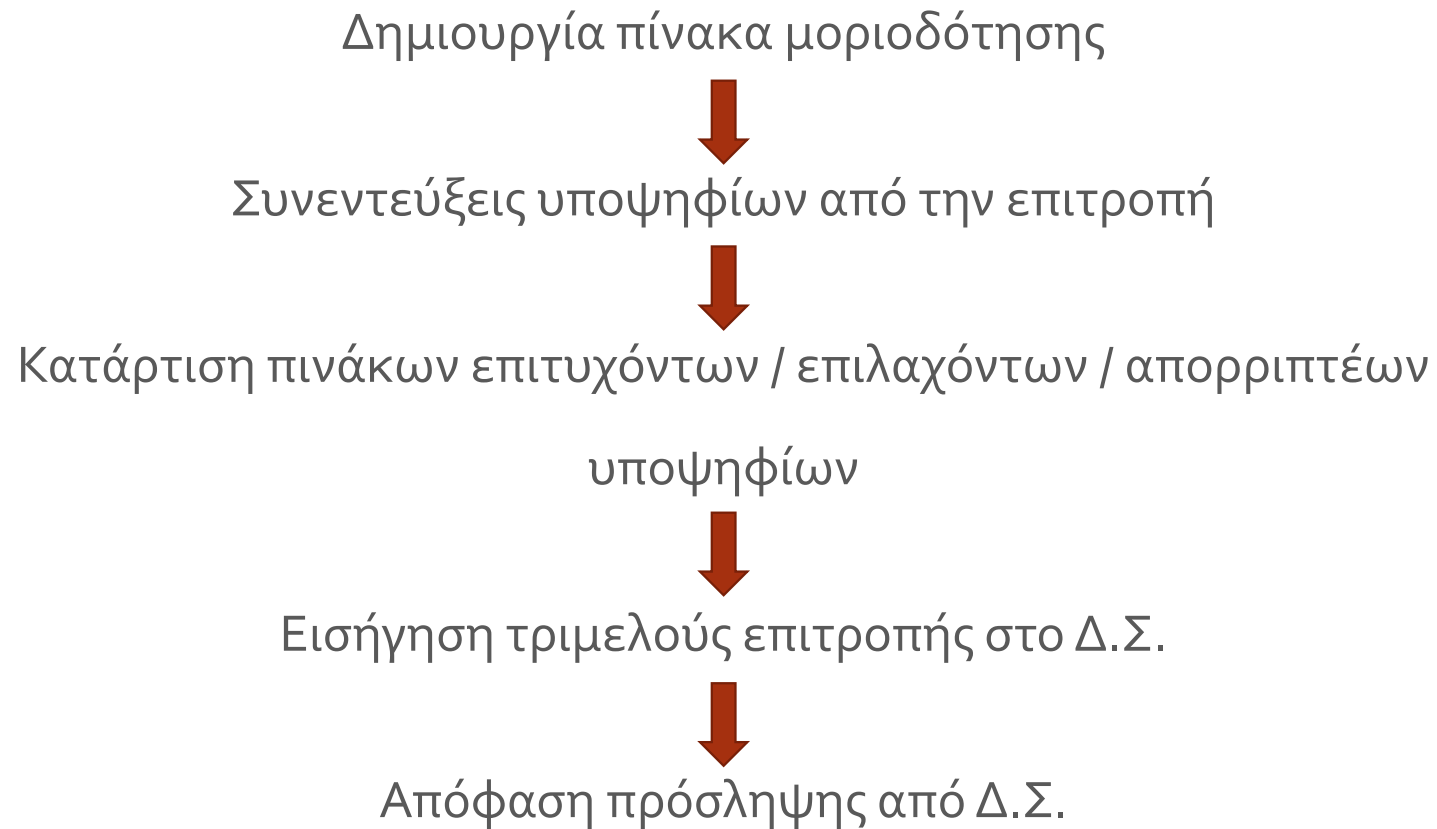 Δημιουργία πίνακα μοριοδότησης
Συνεντεύξεις υποψηφίων από την επιτροπή
Κατάρτιση πινάκων επιτυχόντων / επιλαχόντων / απορριπτέων
υποψηφίων
Εισήγηση τριμελούς επιτροπής στο Δ.Σ.
Απόφαση πρόσληψης από Δ.Σ.